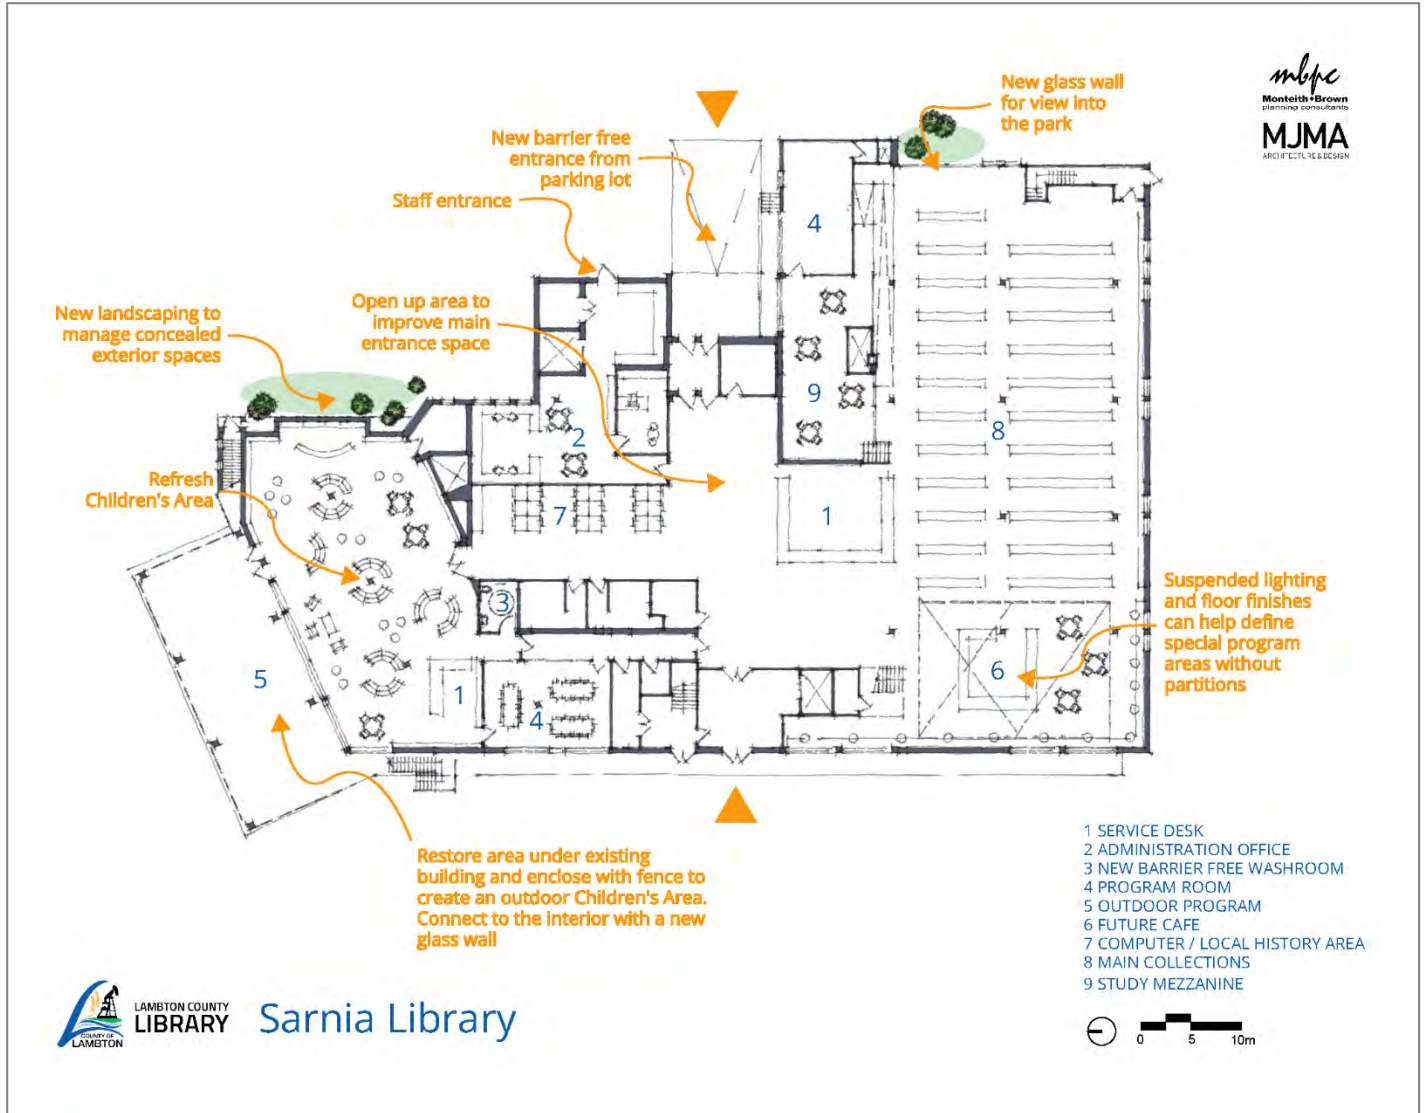 mbpc
Monteith•Brown
planning consultants
MJMA
ARCHITECTURE & DESIGN
New glass wall
for view into
the park
New barrier free
entrance from
parking lot
Staff entrance
Open up area to
improve main
entrance space
New landscaping to
manage concealed
exterior spaces
Refresh
Children's Area
4
9
2
8
7
1
3
Suspended lighting
and floor finishes
can help define
special program
areas without
partitions
6
5
1
4
Restore area under existing
building and enclose with fence to
create an outdoor Children's Area.
Connect to the interior with a new
glass wall
1 SERVICE DESK
2 ADMINISTRATION OFFICE
3 NEW BARRIER FREE WASHROOM
4 PROGRAM ROOM
5 OUTDOOR PROGRAM
6 FUTURE CAFE
7 COMPUTER / LOCAL HISTORY AREA
8 MAIN COLLECTIONS
9 STUDY MEZZANINE
0 5 10m
COUNTY OF
LAMBTON
LAMBTON COUNTY
LIBRARY
Sarnia Library